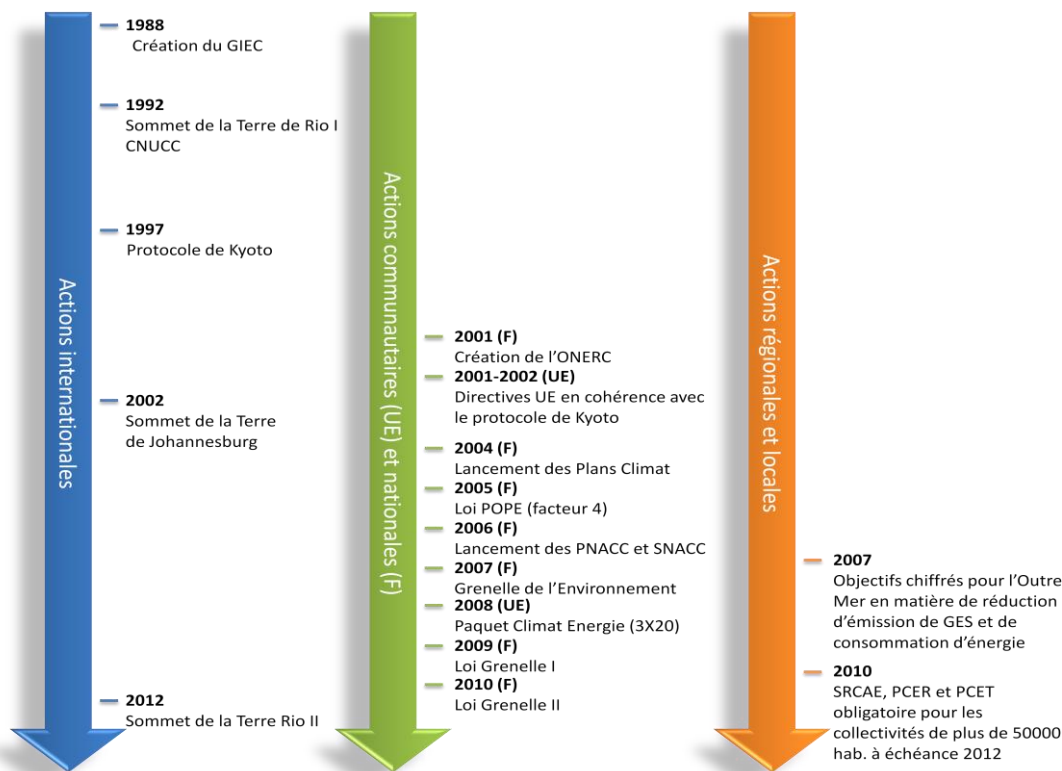 Actions internationales
1988
Création du GIEC
1992
Sommet de la Terre de Rio I
CNUCC
1997
Protocole de Kyoto
2002
Sommet de la Terre
de Johannesburg
2012
Sommet de la Terre Rio II
Actions communautaires (UE) et nationales (F)
2001 (F)
Création de l’ONERC
2001-2002 (UE)
Directives UE en cohérence avec
le protocole de Kyoto
2004 (F)
Lancement des Plans Climat
2005 (F)
Loi POPE (facteur 4)
2006 (F)
Lancement des PNACC et SNACC
2007 (F)
Grenelle de l’Environnement
2008 (UE)
Paquet Climat Energie (3X20)
2009 (F)
Loi Grenelle I
2010 (F)
Loi Grenelle II
Actions régionales et locales
2007
Objectifs chiffrés pour l’Outre
Mer en matière de réduction
d’émission de GES et de
consommation d’énergie
2010
SRCAE, PCER et PCET
obligatoire pour les
collectivités de plus de 50000
hab. à échéance 2012